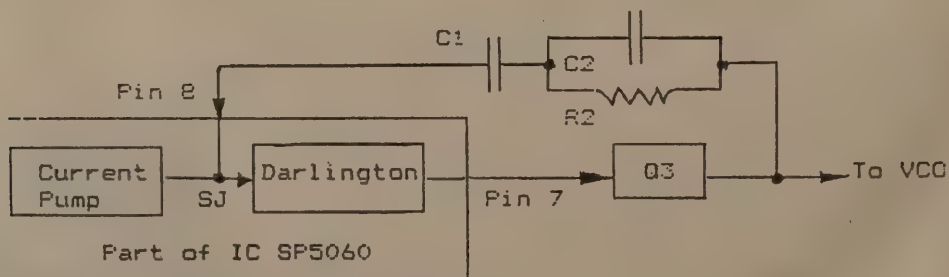 C1
C2
Pin 8
R2
Current
Pump
SJ
Darlington
Pin 7
Q3
To VCO
Part of IC SP5060